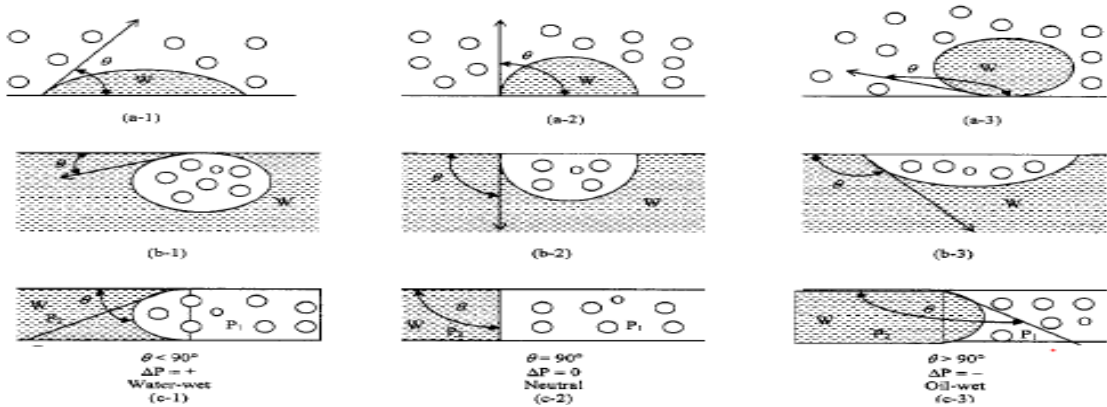 θ W
θ W
W θ
(a-1) (a-2) (a-3)
θ W
θ W
θ W
(b-1) (b-2) (b-3)
W P₂ θ P₁
W P₂ θ P₁
W P₂ θ P₁
θ < 90° θ = 90° θ > 90°
ΔP = + ΔP = 0 ΔP = −
Water-wet Neutral Oil-wet
(c-1) (c-2) (c-3)